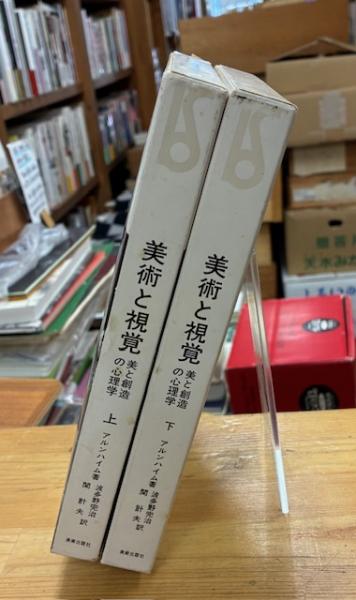 美術と視覚
美と創造
の心理学
上
アルンハイム著
波多野完治
関計夫 訳
美術出版社
美術と視覚
美と創造
の心理学
下
アルンハイム著
波多野完治
関計夫 訳
美術出版社